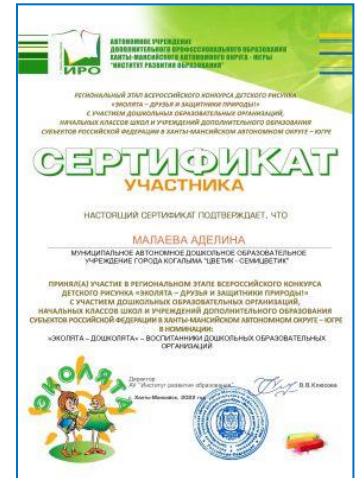 ИРО
АВТОНОМНОЕ УЧРЕЖДЕНИЕ
ДОПОЛНИТЕЛЬНОГО ПРОФЕССИОНАЛЬНОГО ОБРАЗОВАНИЯ
ХАНТЫ-МАНСИЙСКОГО АВТОНОМНОГО ОКРУГА - ЮГРЫ
"ИНСТИТУТ РАЗВИТИЯ ОБРАЗОВАНИЯ"
РЕГИОНАЛЬНЫЙ ЭТАП ВСЕРОССИЙСКОГО КОНКУРСА ДЕТСКОГО РИСУНКА
«ЭКОЛЯТА – ДРУЗЬЯ И ЗАЩИТНИКИ ПРИРОДЫ!»
С УЧАСТИЕМ ДОШКОЛЬНЫХ ОБРАЗОВАТЕЛЬНЫХ ОРГАНИЗАЦИЙ,
НАЧАЛЬНЫХ КЛАССОВ ШКОЛ И УЧРЕЖДЕНИЙ ДОПОЛНИТЕЛЬНОГО ОБРАЗОВАНИЯ
СУБЪЕКТОВ РОССИЙСКОЙ ФЕДЕРАЦИИ В ХАНТЫ-МАНСИЙСКОМ АВТОНОМНОМ ОКРУГЕ – ЮГРЕ
СЕРТИФИКАТ
УЧАСТНИКА
НАСТОЯЩИЙ СЕРТИФИКАТ ПОДТВЕРЖДАЕТ, ЧТО
МАЛАЕВА АДЕЛИНА
МУНИЦИПАЛЬНОЕ АВТОНОМНОЕ ДОШКОЛЬНОЕ ОБРАЗОВАТЕЛЬНОЕ
УЧРЕЖДЕНИЕ ГОРОДА КОГАЛЫМА "ЦВЕТИК - СЕМИЦВЕТИК"
ПРИНЯЛ(А) УЧАСТИЕ В РЕГИОНАЛЬНОМ ЭТАПЕ ВСЕРОССИЙСКОГО КОНКУРСА
ДЕТСКОГО РИСУНКА «ЭКОЛЯТА – ДРУЗЬЯ И ЗАЩИТНИКИ ПРИРОДЫ!»
С УЧАСТИЕМ ДОШКОЛЬНЫХ ОБРАЗОВАТЕЛЬНЫХ ОРГАНИЗАЦИЙ,
НАЧАЛЬНЫХ КЛАССОВ ШКОЛ И УЧРЕЖДЕНИЙ ДОПОЛНИТЕЛЬНОГО ОБРАЗОВАНИЯ
СУБЪЕКТОВ РОССИЙСКОЙ ФЕДЕРАЦИИ В ХАНТЫ-МАНСИЙСКОМ АВТОНОМНОМ ОКРУГЕ – ЮГРЕ
В НОМИНАЦИИ:
«ЭКОЛЯТА – ДОШКОЛЯТА» – ВОСПИТАННИКИ ДОШКОЛЬНЫХ ОБРАЗОВАТЕЛЬНЫХ
ОРГАНИЗАЦИЙ
ЭКОЛЯТА
Директор
АУ "Институт развития образования"
В.В.Клюсова
г. Ханты-Мансийск, 2022 год